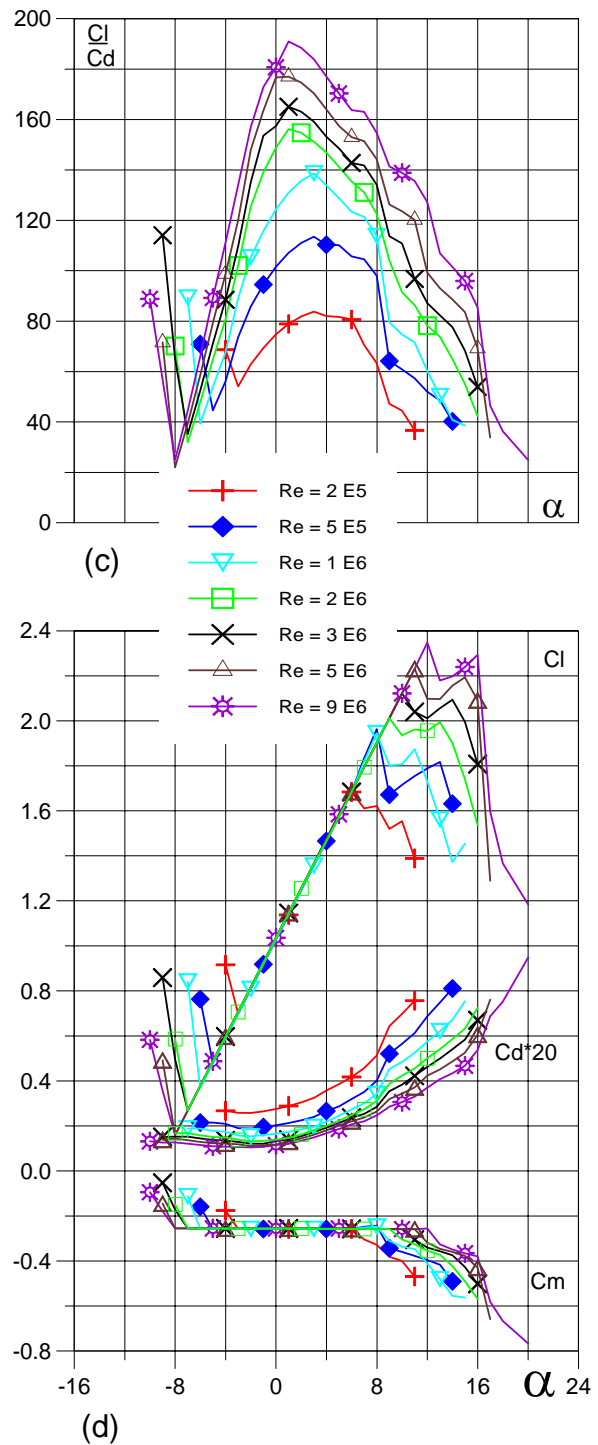 200
Cl
Cd
160
120
80
40
0
α
(c)
Re = 2 E5
Re = 5 E5
Re = 1 E6
Re = 2 E6
Re = 3 E6
Re = 5 E6
Re = 9 E6
2.4
Cl
2.0
1.6
1.2
0.8
Cd*20
0.4
0.0
-0.4
Cm
-0.8
-16 -8 0 8 16 24
α
(d)